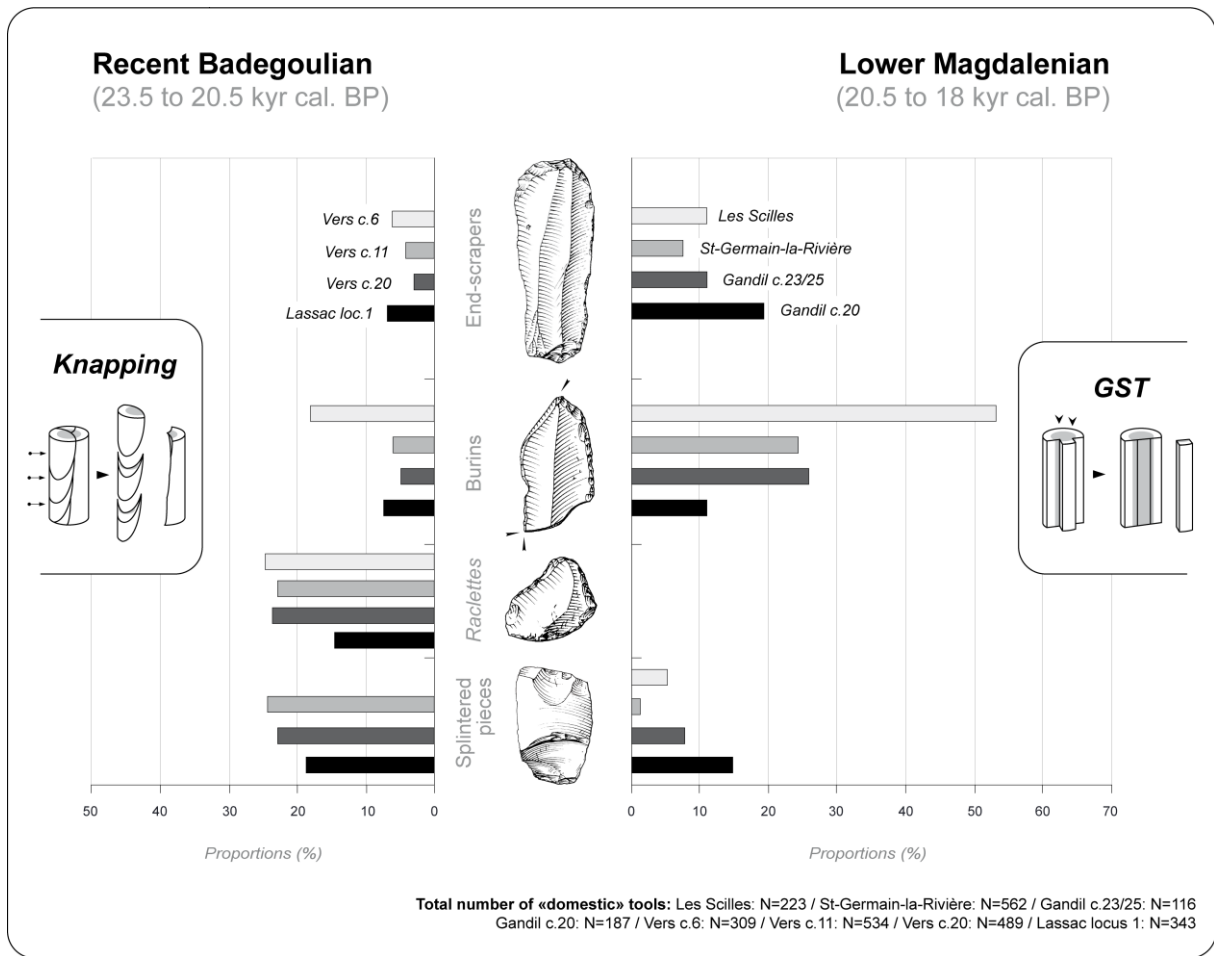 Recent Badegoulian
(23.5 to 20.5 kyr cal. BP)
Lower Magdalenian
(20.5 to 18 kyr cal. BP)
Vers c.6
Vers c.11
Vers c.20
Lassac loc.1
End-scrapers
Les Scilles
St-Germain-la-Rivière
Gandil c.23/25
Gandil c.20
Knapping
Burins
GST
Raclettes
Splintered
pieces
50 40 30 20 10 0
0 10 20 30 40 50 60 70
Proportions (%)
Proportions (%)
Total number of «domestic» tools: Les Scilles: N=223 / St-Germain-la-Rivière: N=562 / Gandil c.23/25: N=116
Gandil c.20: N=187 / Vers c.6: N=309 / Vers c.11: N=534 / Vers c.20: N=489 / Lassac locus 1: N=343